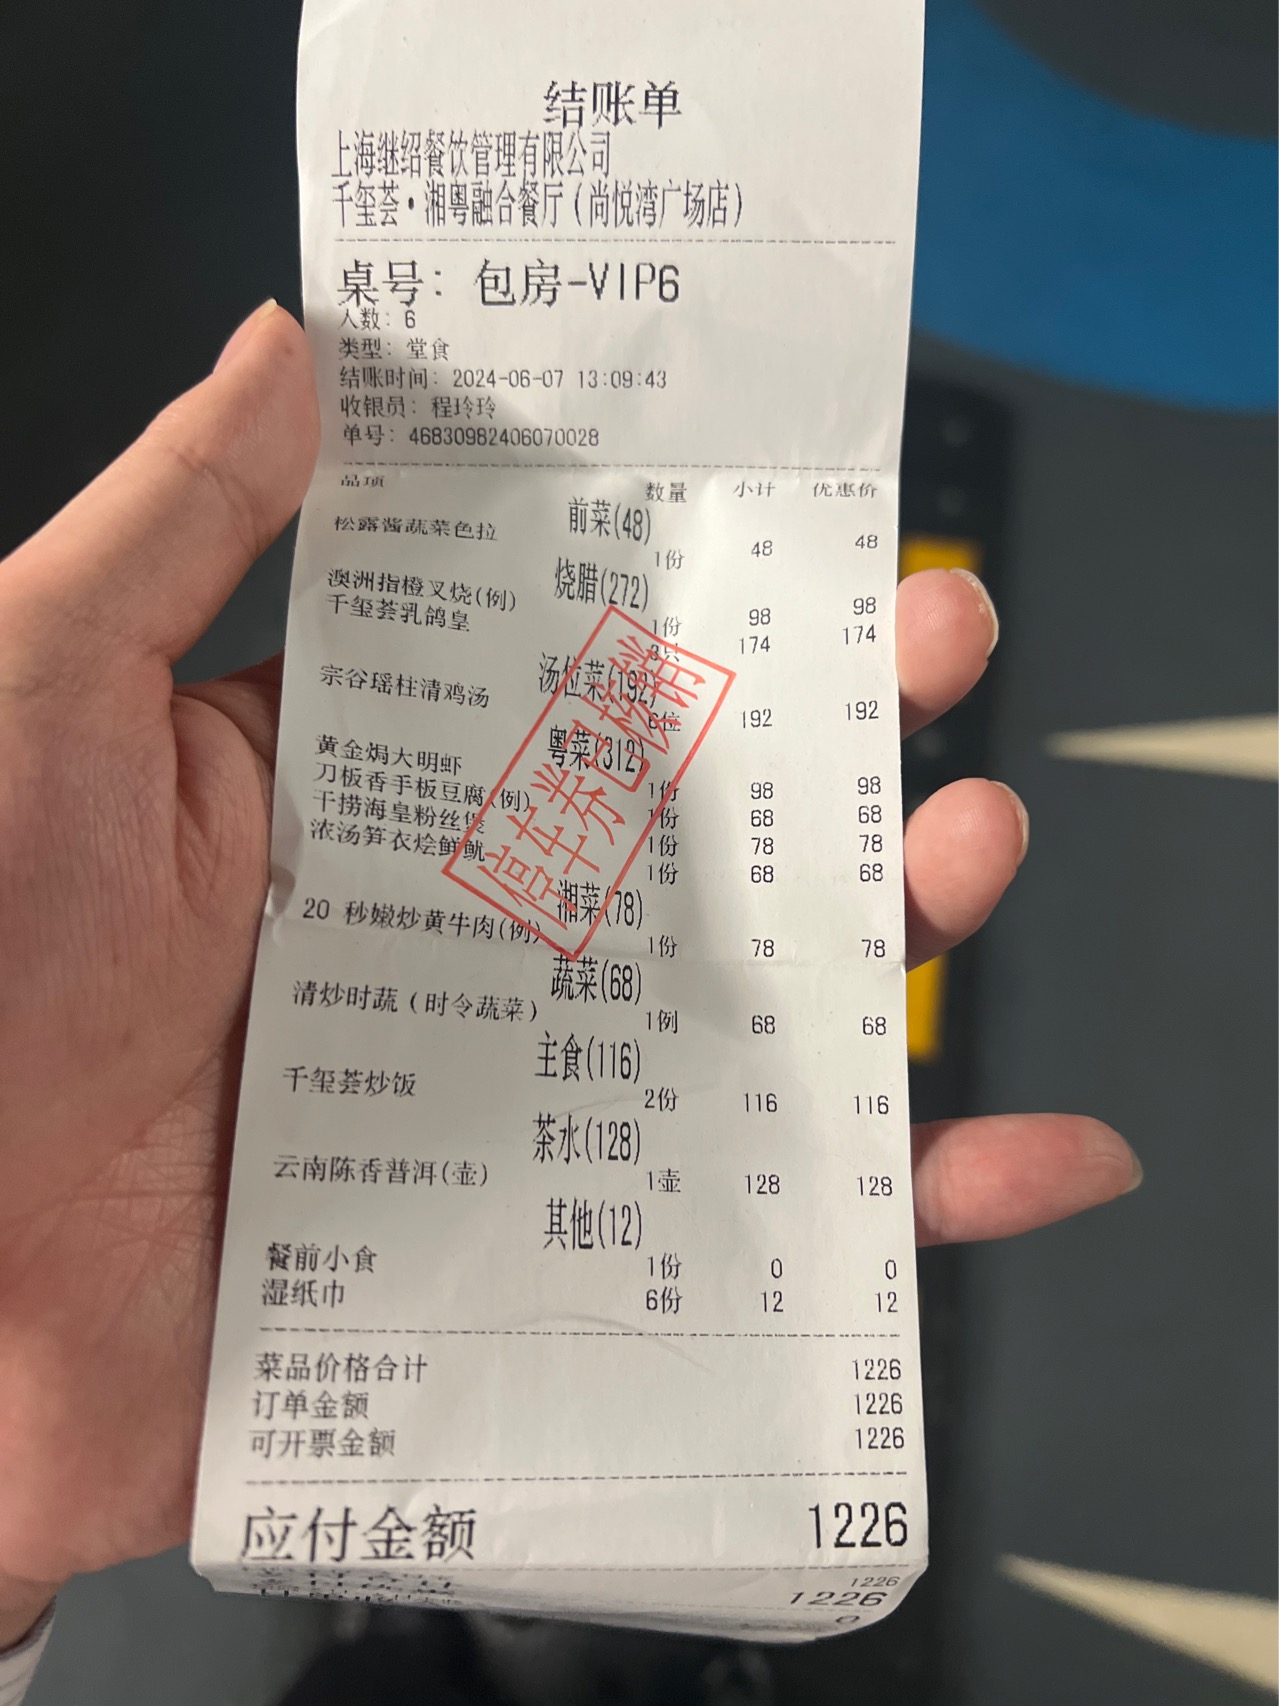 结账单
上海继绍餐饮管理有限公司
千玺荟·湘粤融合餐厅(尚悦湾广场店)
桌号: 包房-VIP6
人数: 6
类型: 堂食
结账时间: 2024-06-07 13:09:43
收银员: 程玲玲
单号: 46830982406070028
品项 数量 小计 优惠价
前菜(48)
松露酱蔬菜色拉 1份 48 48
烧腊(272)
澳洲指橙叉烧(例) 1份 98 98
千玺荟乳鸽皇 3只 174 174
汤位菜(192)
宗谷瑶柱清鸡汤 6位 192 192
粤菜(312)
黄金焗大明虾 1份 98 98
刀板香手板豆腐(例) 1份 68 68
干捞海皇粉丝煲 1份 78 78
浓汤笋衣烩鲜鱿 1份 68 68
湘菜(78)
20 秒嫩炒黄牛肉(例) 1份 78 78
蔬菜(68)
清炒时蔬(时令蔬菜) 1例 68 68
主食(116)
千玺荟炒饭 2份 116 116
茶水(128)
云南陈香普洱(壶) 1壶 128 128
其他(12)
餐前小食 1份 0 0
湿纸巾 6份 12 12
停车券已核销
菜品价格合计 1226
订单金额 1226
可开票金额 1226
应付金额 1226
1226
1226
0